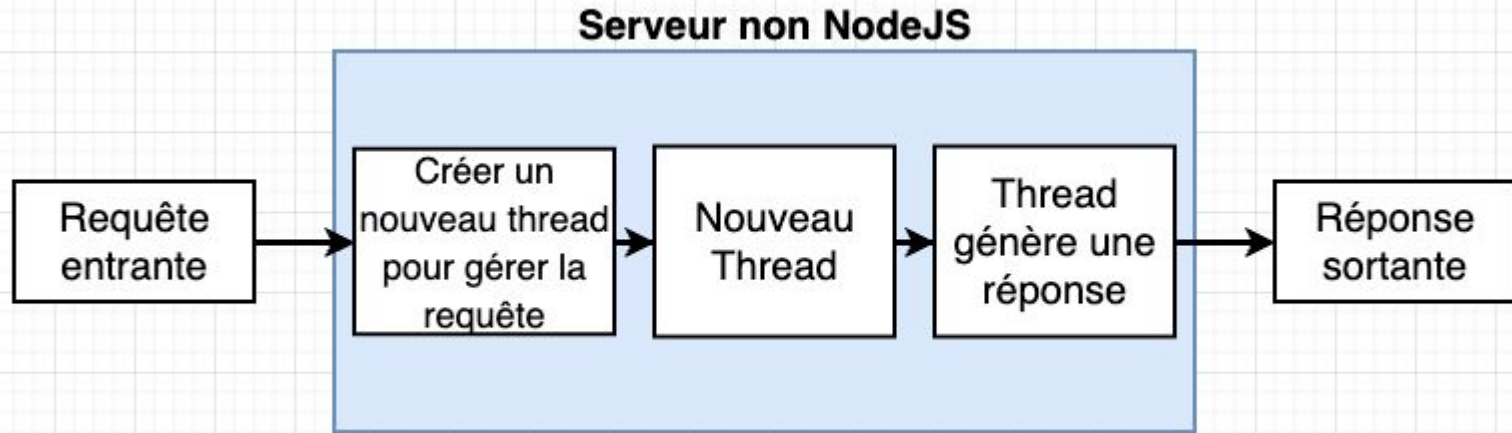 Serveur non NodeJS
Requête
entrante
Créer un
nouveau thread
pour gérer la
requête
Nouveau
Thread
Thread
génère une
réponse
Réponse
sortante